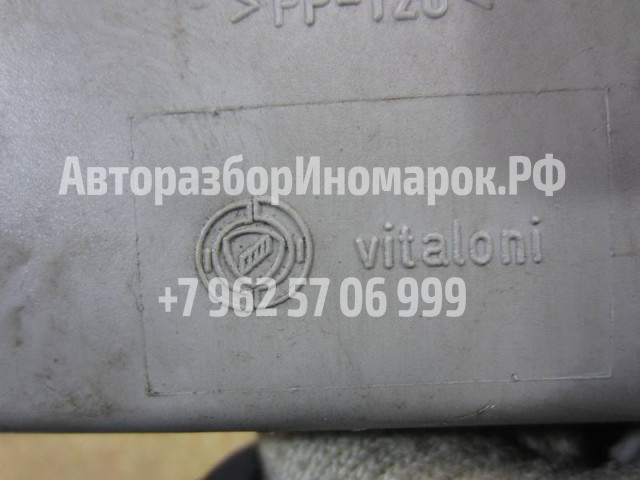 >PP-T20<
АвторазборИномарок.РФ
vitaloni
+7 962 57 06 999